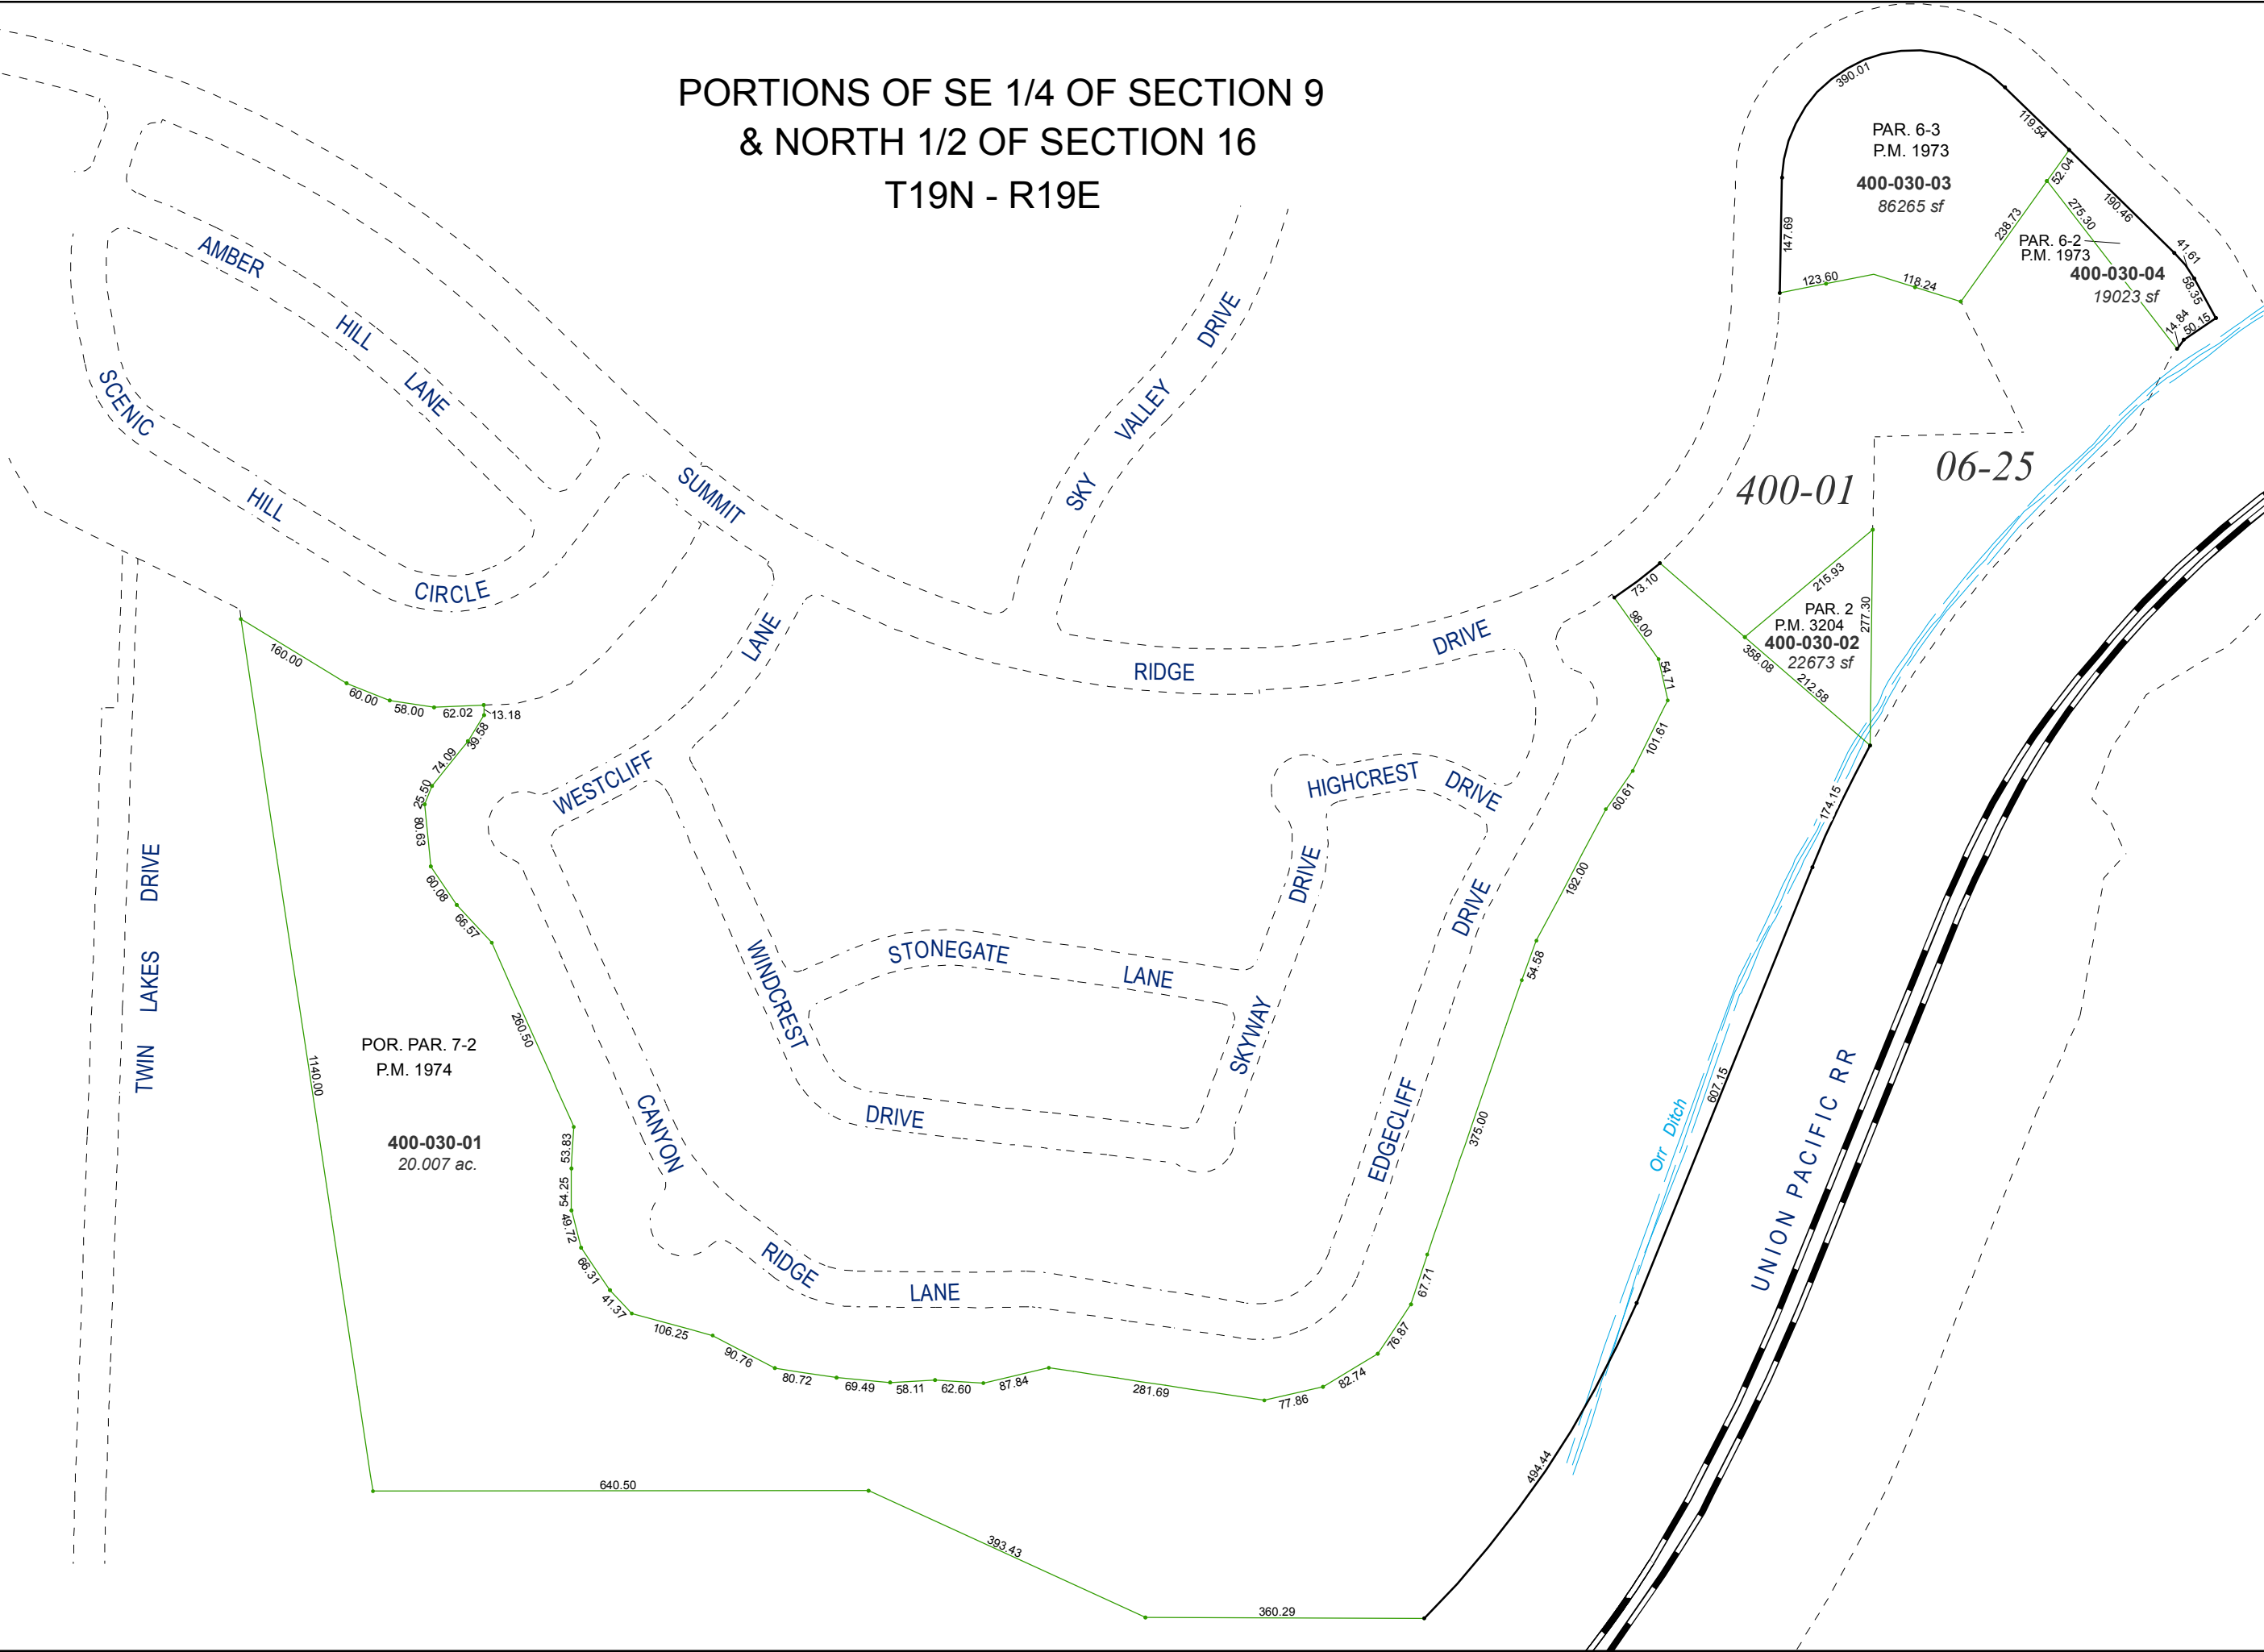 PORTIONS OF SE 1/4 OF SECTION 9
& NORTH 1/2 OF SECTION 16
T19N - R19E
390.01
119.54
PAR. 6-3
P.M. 1973
400-030-03
86265 sf
147.69
123.60
118.24
238.73
52.04
275.30
190.46
PAR. 6-2
P.M. 1973
400-030-04
19023 sf
41.61
58.35
50.15
14.84
AMBER
HILL
LANE
SCENIC
HILL
CIRCLE
SUMMIT
RIDGE
DRIVE
SKY
VALLEY
DRIVE
400-01
06-25
215.93
277.30
PAR. 2
P.M. 3204
400-030-02
22673 sf
358.08
212.58
73.10
98.00
54.71
101.61
60.61
192.00
54.58
375.00
67.71
76.87
82.74
77.86
281.69
87.84
62.60
58.11
69.49
80.72
90.76
106.25
41.37
66.31
49.72
54.25
53.83
260.50
66.57
60.08
80.63
25.50
74.09
39.58
13.18
62.02
58.00
60.00
160.00
1140.00
640.50
393.43
360.29
494.44
607.15
174.15
LANE
WESTCLIFF
HIGHCREST
DRIVE
DRIVE
SKYWAY
DRIVE
EDGECLIFF
STONEGATE
LANE
WINDCREST
DRIVE
CANYON
RIDGE
LANE
TWIN LAKES DRIVE
POR. PAR. 7-2
P.M. 1974
400-030-01
20.007 ac.
Orr Ditch
UNION PACIFIC RR